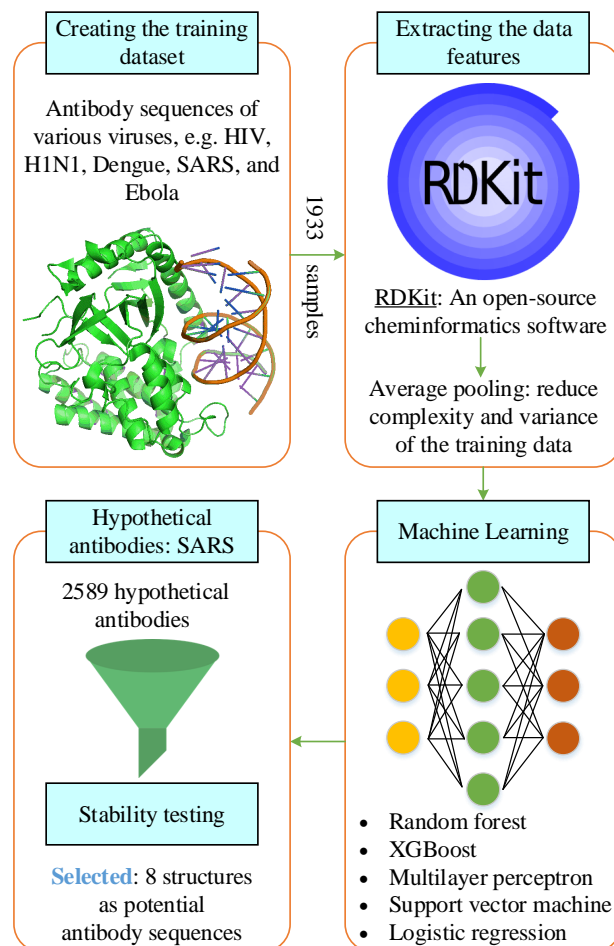 Creating the training
dataset
Antibody sequences of
various viruses, e.g. HIV,
H1N1, Dengue, SARS, and
Ebola
1933
samples
Extracting the data
features
RDKit
RDKit: An open-source
cheminformatics software
Average pooling: reduce
complexity and variance
of the training data
Machine Learning
• Random forest
• XGBoost
• Multilayer perceptron
• Support vector machine
• Logistic regression
Hypothetical
antibodies: SARS
2589 hypothetical
antibodies
Stability testing
Selected: 8 structures
as potential
antibody sequences